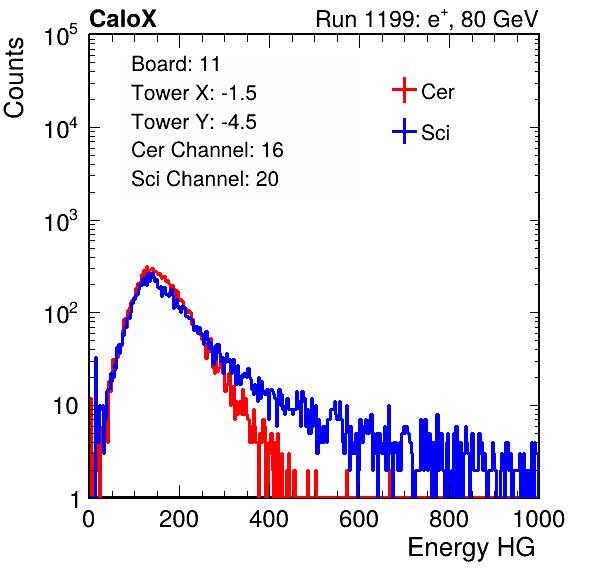 CaloX Run 1199: e⁺, 80 GeV
Counts
Board: 11
Tower X: -1.5
Tower Y: -4.5
Cer Channel: 16
Sci Channel: 20
Cer
Sci
10⁵
10⁴
10³
10²
10
1
0 200 400 600 800 1000
Energy HG